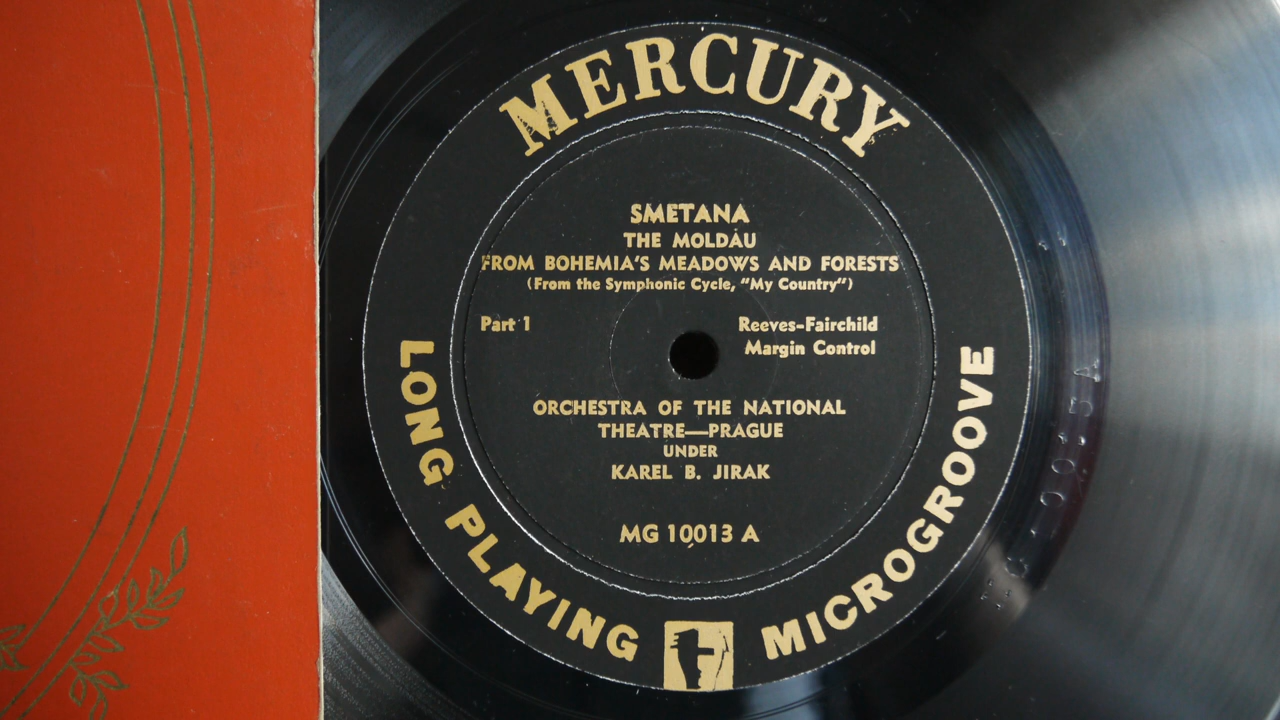 MERCURY
SMETANA
THE MOLDAU
FROM BOHEMIA'S MEADOWS AND FORESTS
(From the Symphonic Cycle, "My Country")
Part 1
Reeves-Fairchild
Margin Control
ORCHESTRA OF THE NATIONAL
THEATRE—PRAGUE
UNDER
KAREL B. JIRAK
MG 10013 A
LONG PLAYING
MICROGROOVE